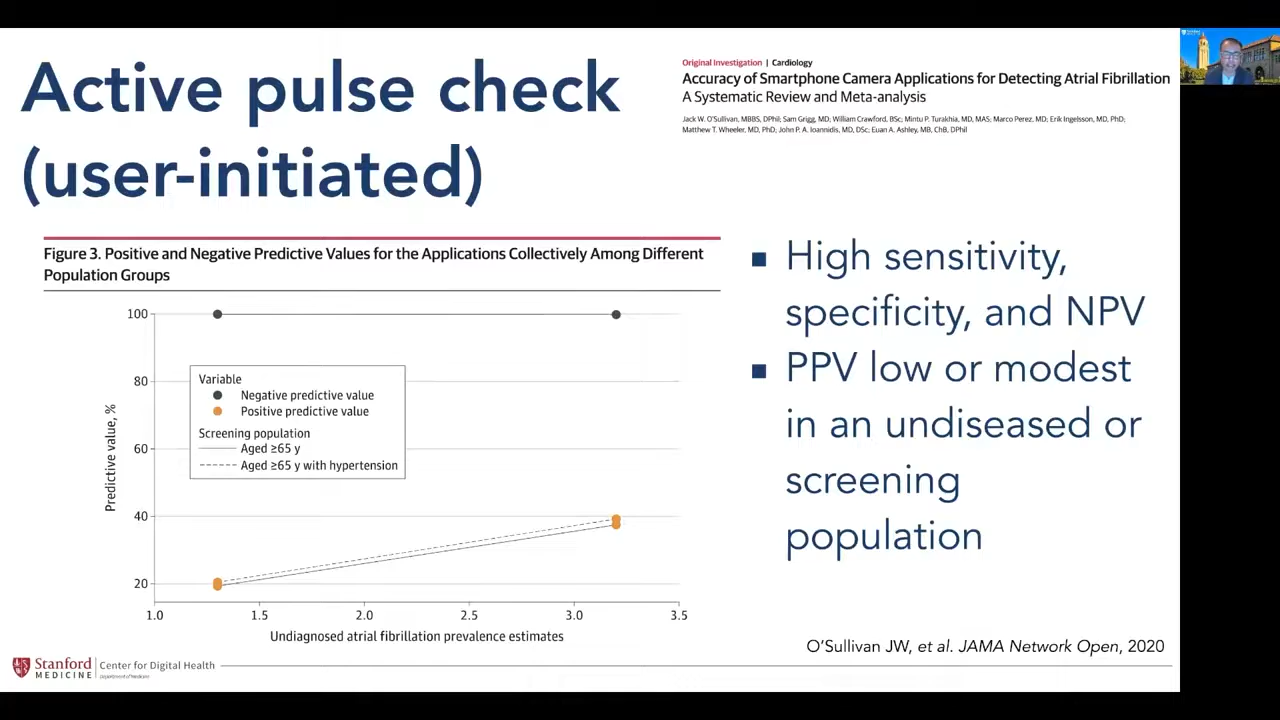 Active pulse check
(user-initiated)
Original Investigation | Cardiology
Accuracy of Smartphone Camera Applications for Detecting Atrial Fibrillation
A Systematic Review and Meta-analysis
Jack W. O'Sullivan, MBBS, DPhil; Sam Grigg, MD; William Crawford, BSc; Mintu P. Turakhia, MD, MAS; Marco Perez, MD; Erik Ingelsson, MD, PhD;
Matthew T. Wheeler, MD, PhD; John P. A. Ioannidis, MD, DSc; Euan A. Ashley, MB, ChB, DPhil
Figure 3. Positive and Negative Predictive Values for the Applications Collectively Among Different
Population Groups
100
80
60
40
20
Predictive value, %
Variable
Negative predictive value
Positive predictive value
Screening population
Aged ≥65 y
Aged ≥65 y with hypertension
1.0 1.5 2.0 2.5 3.0 3.5
Undiagnosed atrial fibrillation prevalence estimates
▪ High sensitivity,
specificity, and NPV
▪ PPV low or modest
in an undiseased or
screening
population
O'Sullivan JW, et al. JAMA Network Open, 2020
Stanford
MEDICINE
Center for Digital Health
Department of Medicine